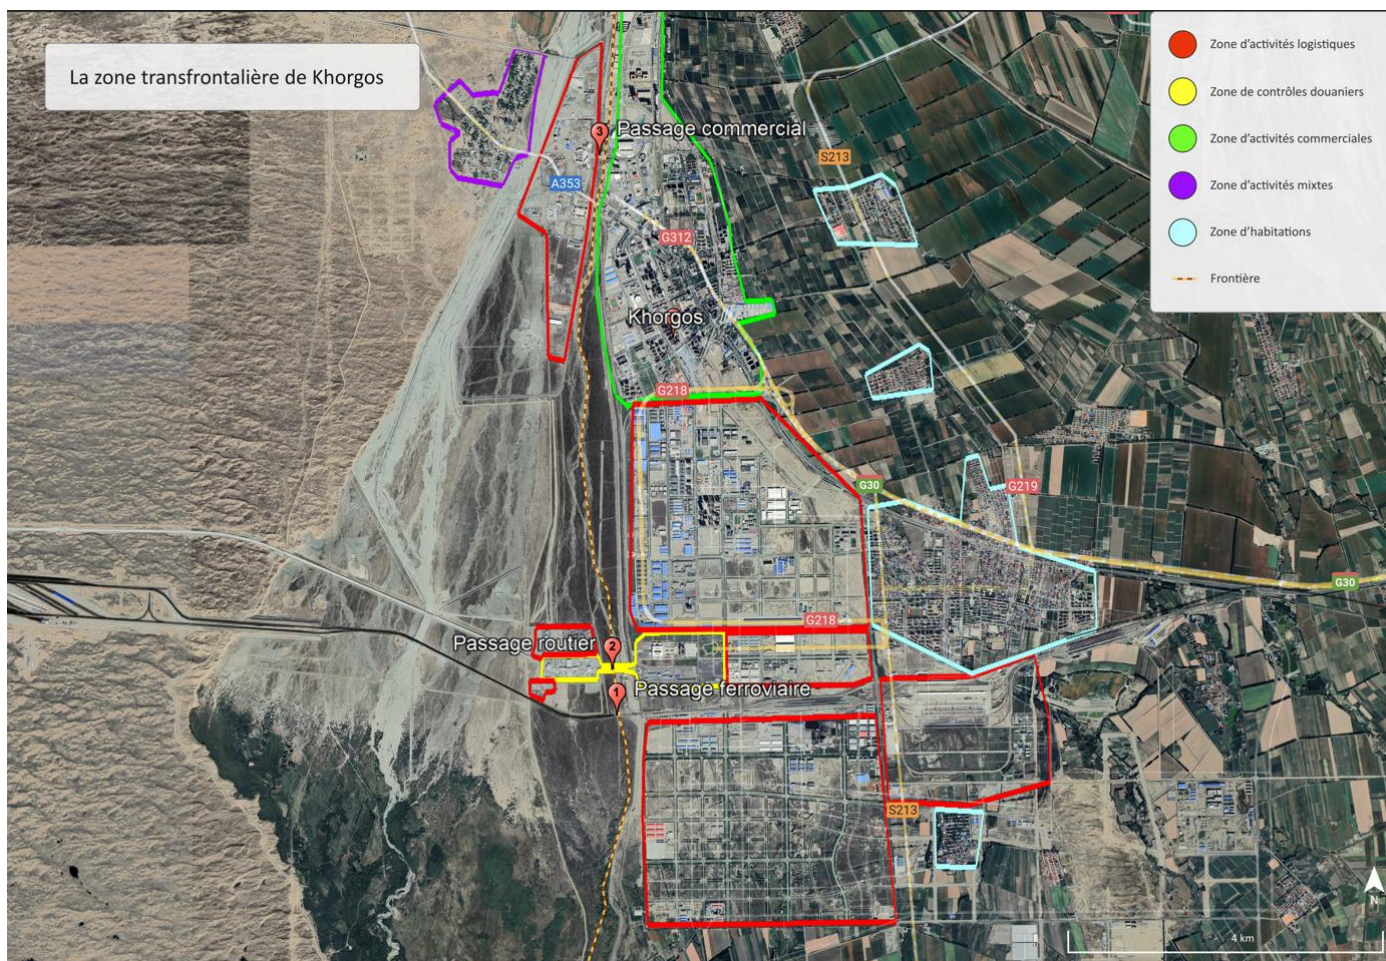 La zone transfrontalière de Khorgos
Zone d'activités logistiques
Zone de contrôles douaniers
Zone d'activités commerciales
Zone d'activités mixtes
Zone d'habitations
Frontière
3 Passage commercial
S213
A353
G312
Khorgos
G218
G30
G219
G30
G218
Passage routier 2
1 Passage ferroviaire
S213
N
4 km